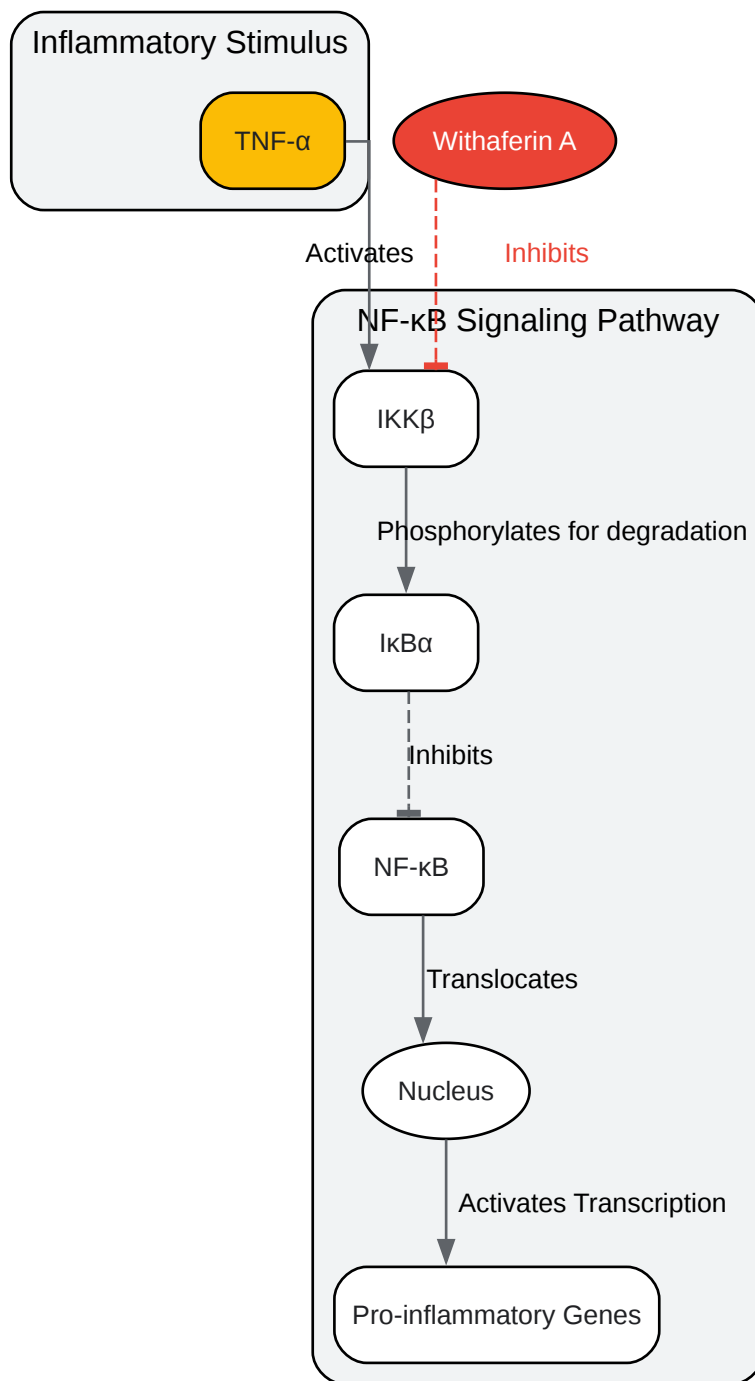 Inflammatory Stimulus
TNF-α
Withaferin A
Activates
Inhibits
NF-κB Signaling Pathway
IKKβ
Phosphorylates for degradation
IκBα
Inhibits
NF-κB
Translocates
Nucleus
Activates Transcription
Pro-inflammatory Genes